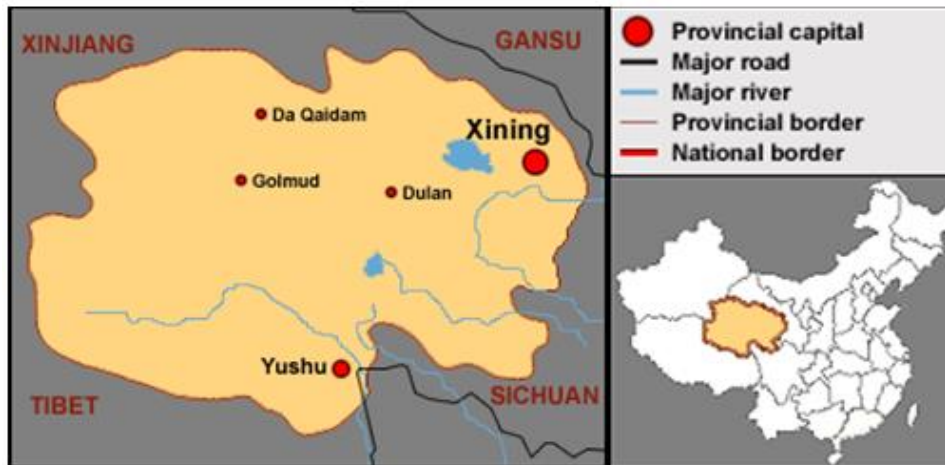 XINJIANG
GANSU
Da Qaidam
Xining
Golmud
Dulan
Yushu
TIBET
SICHUAN
Provincial capital
Major road
Major river
Provincial border
National border